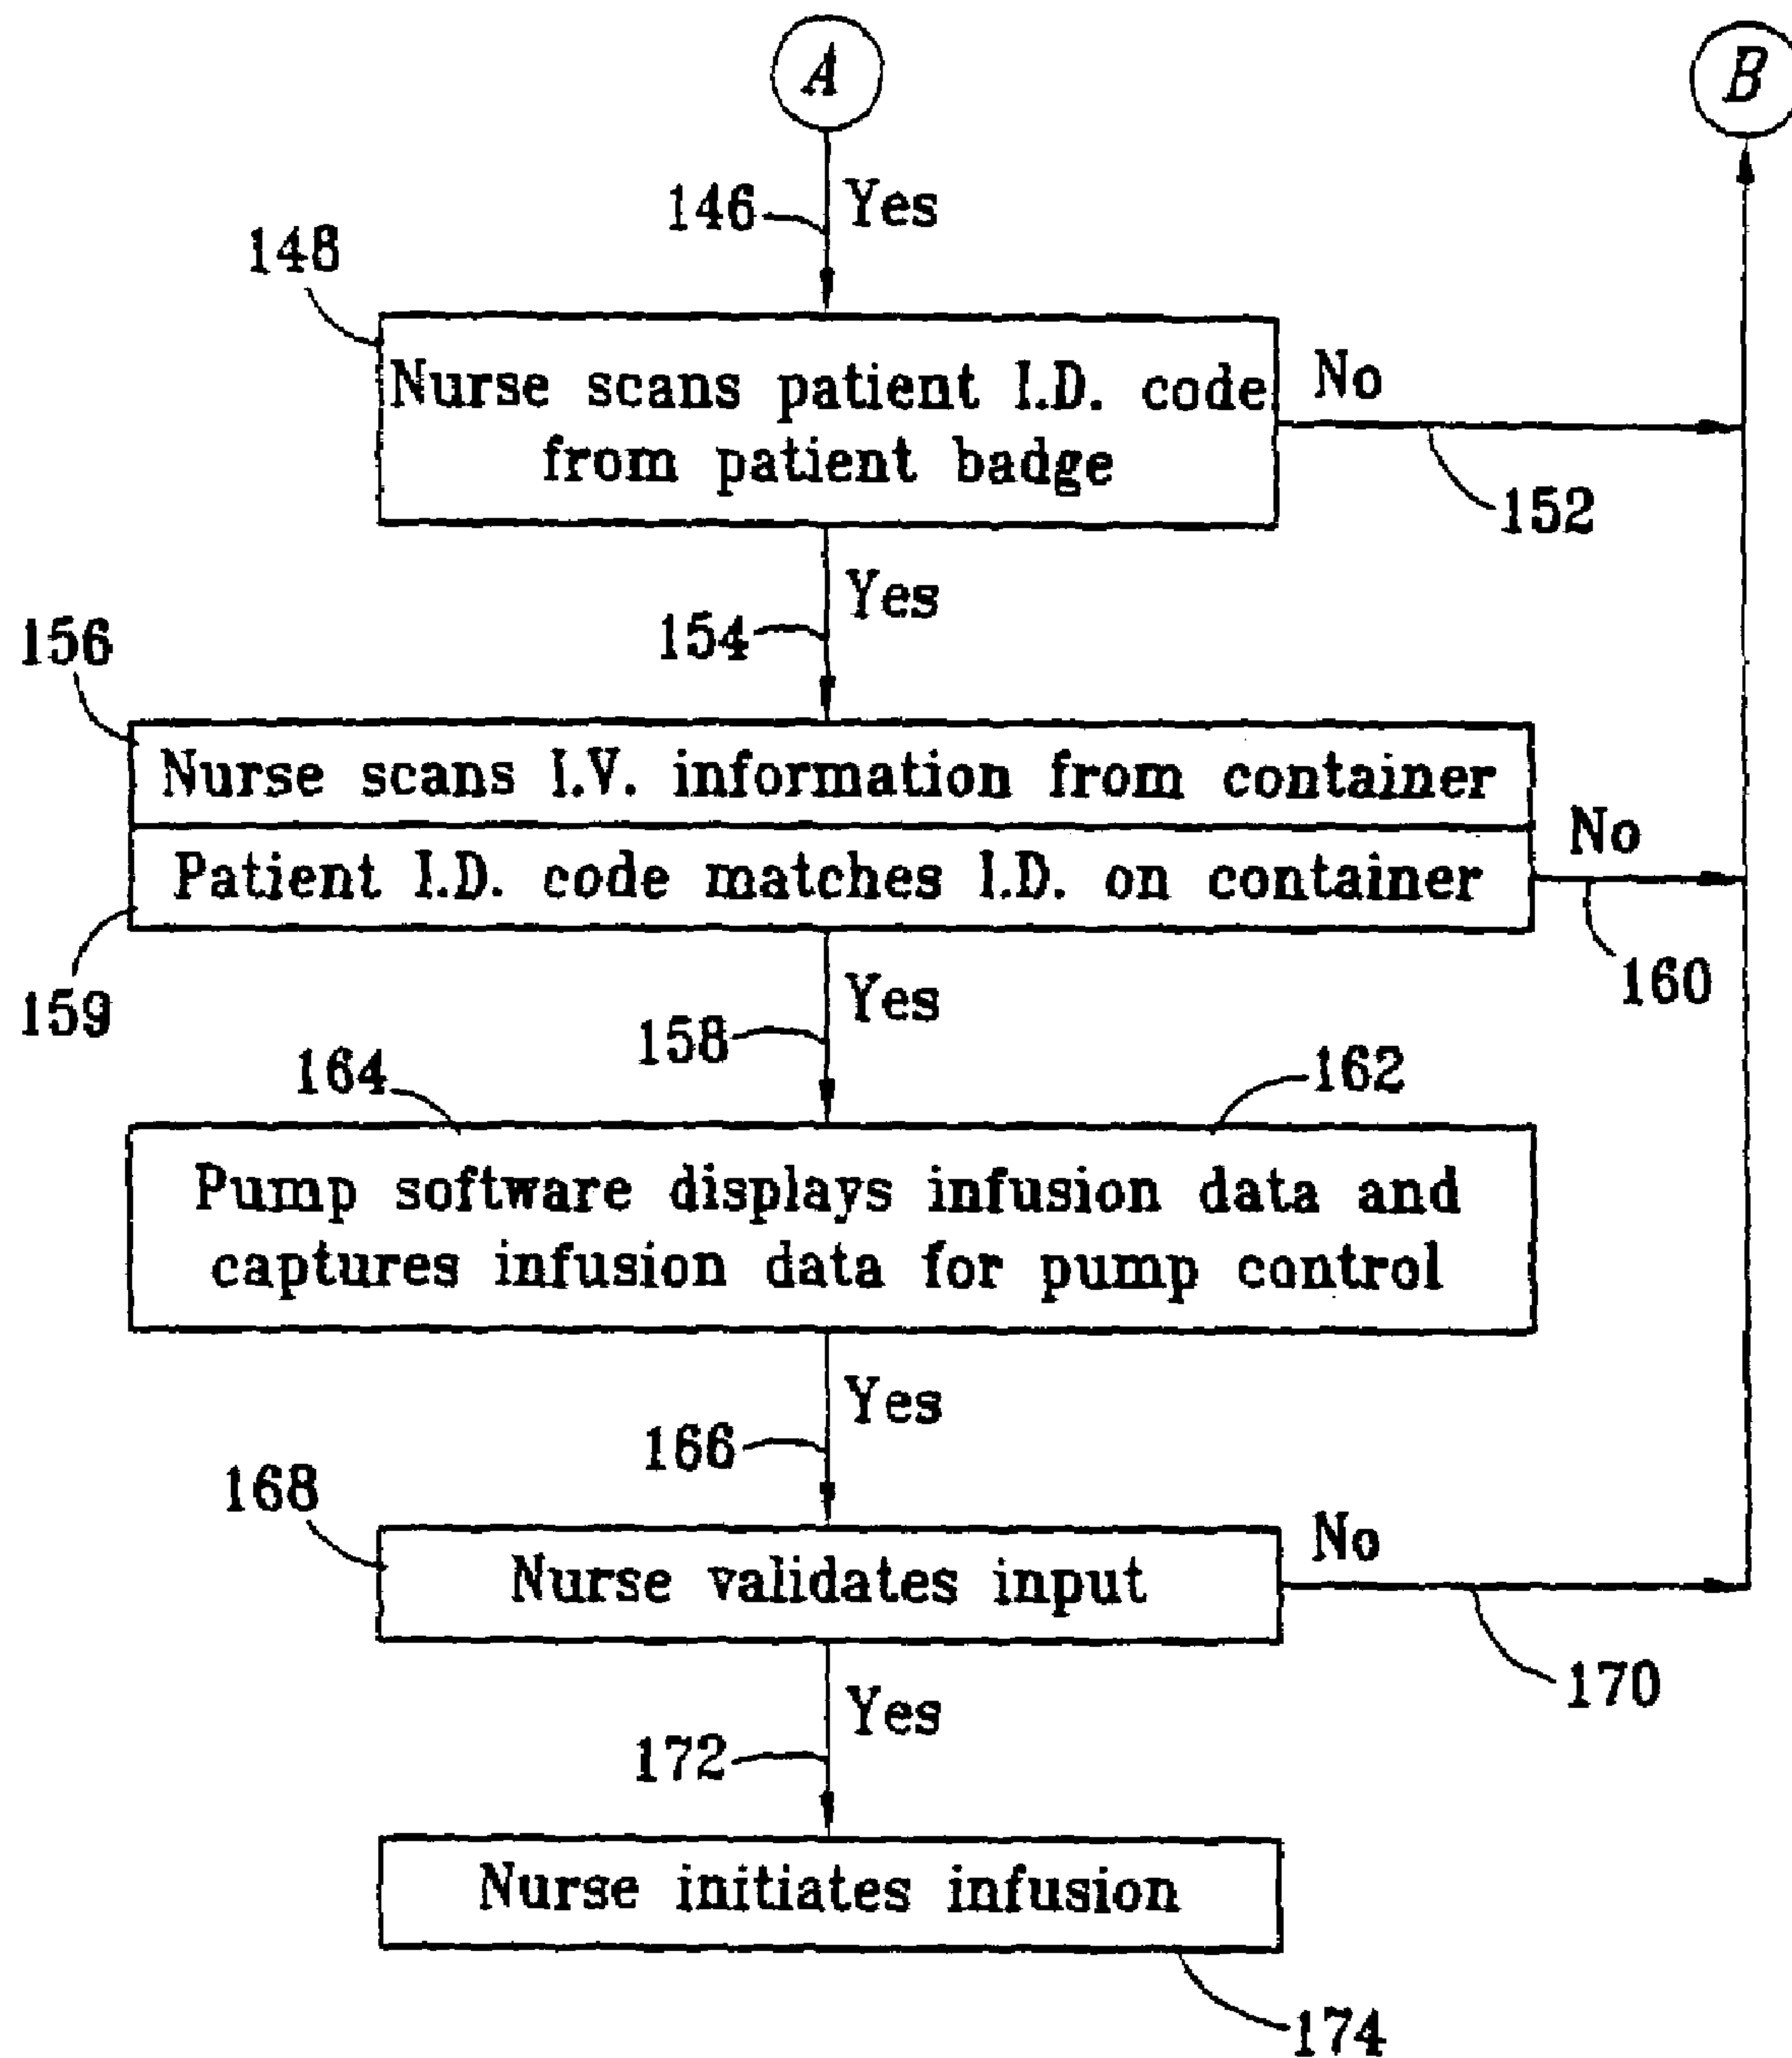 A
B
146
Yes
148
Nurse scans patient I.D. code
from patient badge
No
152
Yes
154
156
Nurse scans I.V. information from container
Patient I.D. code matches I.D. on container
No
159
160
Yes
158
164
162
Pump software displays infusion data and
captures infusion data for pump control
Yes
166
168
Nurse validates input
No
170
Yes
172
Nurse initiates infusion
174